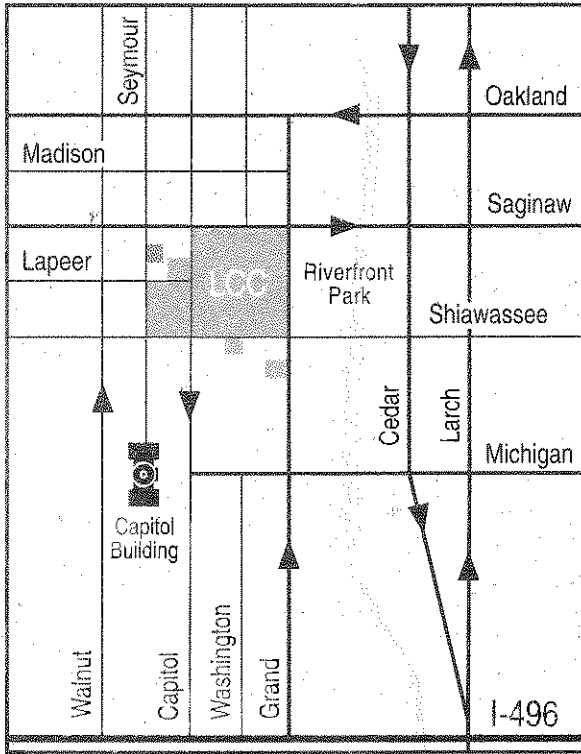 Seymour
Oakland
Madison
Saginaw
Lapeer
LCC
Riverfront
Park
Shiawassee
Cedar
Larch
Michigan
Capitol
Building
Walnut
Capitol
Washington
Grand
I-496